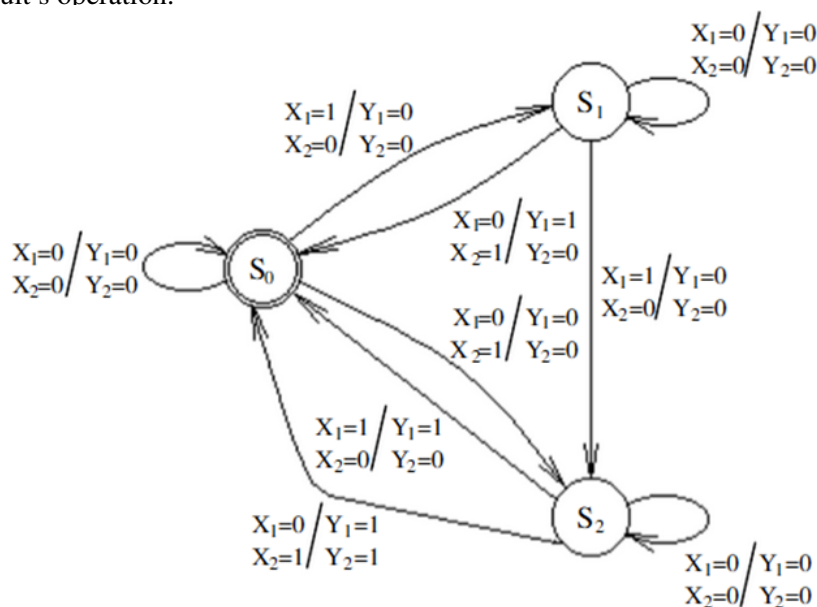 uit's operation.
X₁=0 / Y₁=0
X₂=0 / Y₂=0
S₁
X₁=1 / Y₁=0
X₂=0 / Y₂=0
X₁=0 / Y₁=1
X₂=1 / Y₂=0
X₁=0 / Y₁=0
X₂=0 / Y₂=0
S₀
X₁=1 / Y₁=0
X₂=0 / Y₂=0
X₁=0 / Y₁=0
X₂=1 / Y₂=0
X₁=1 / Y₁=1
X₂=0 / Y₂=0
X₁=0 / Y₁=1
X₂=1 / Y₂=1
S₂
X₁=0 / Y₁=0
X₂=0 / Y₂=0